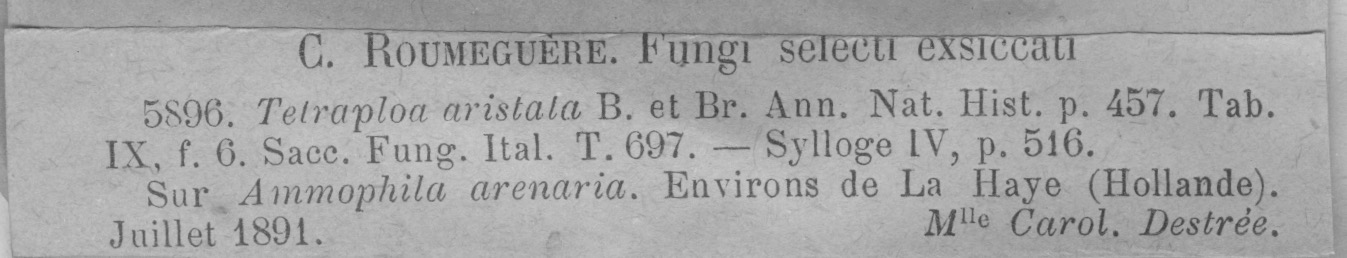 C. ROUMEGUÈRE. Fungi selecti exsiccati
5896. Tetraploa aristata B. et Br. Ann. Nat. Hist. p. 457. Tab.
IX, f. 6. Sacc. Fung. Ital. T. 697. — Sylloge IV, p. 516.
Sur Ammophila arenaria. Environs de La Haye (Hollande).
Juillet 1891. Mlle Carol. Destrée.